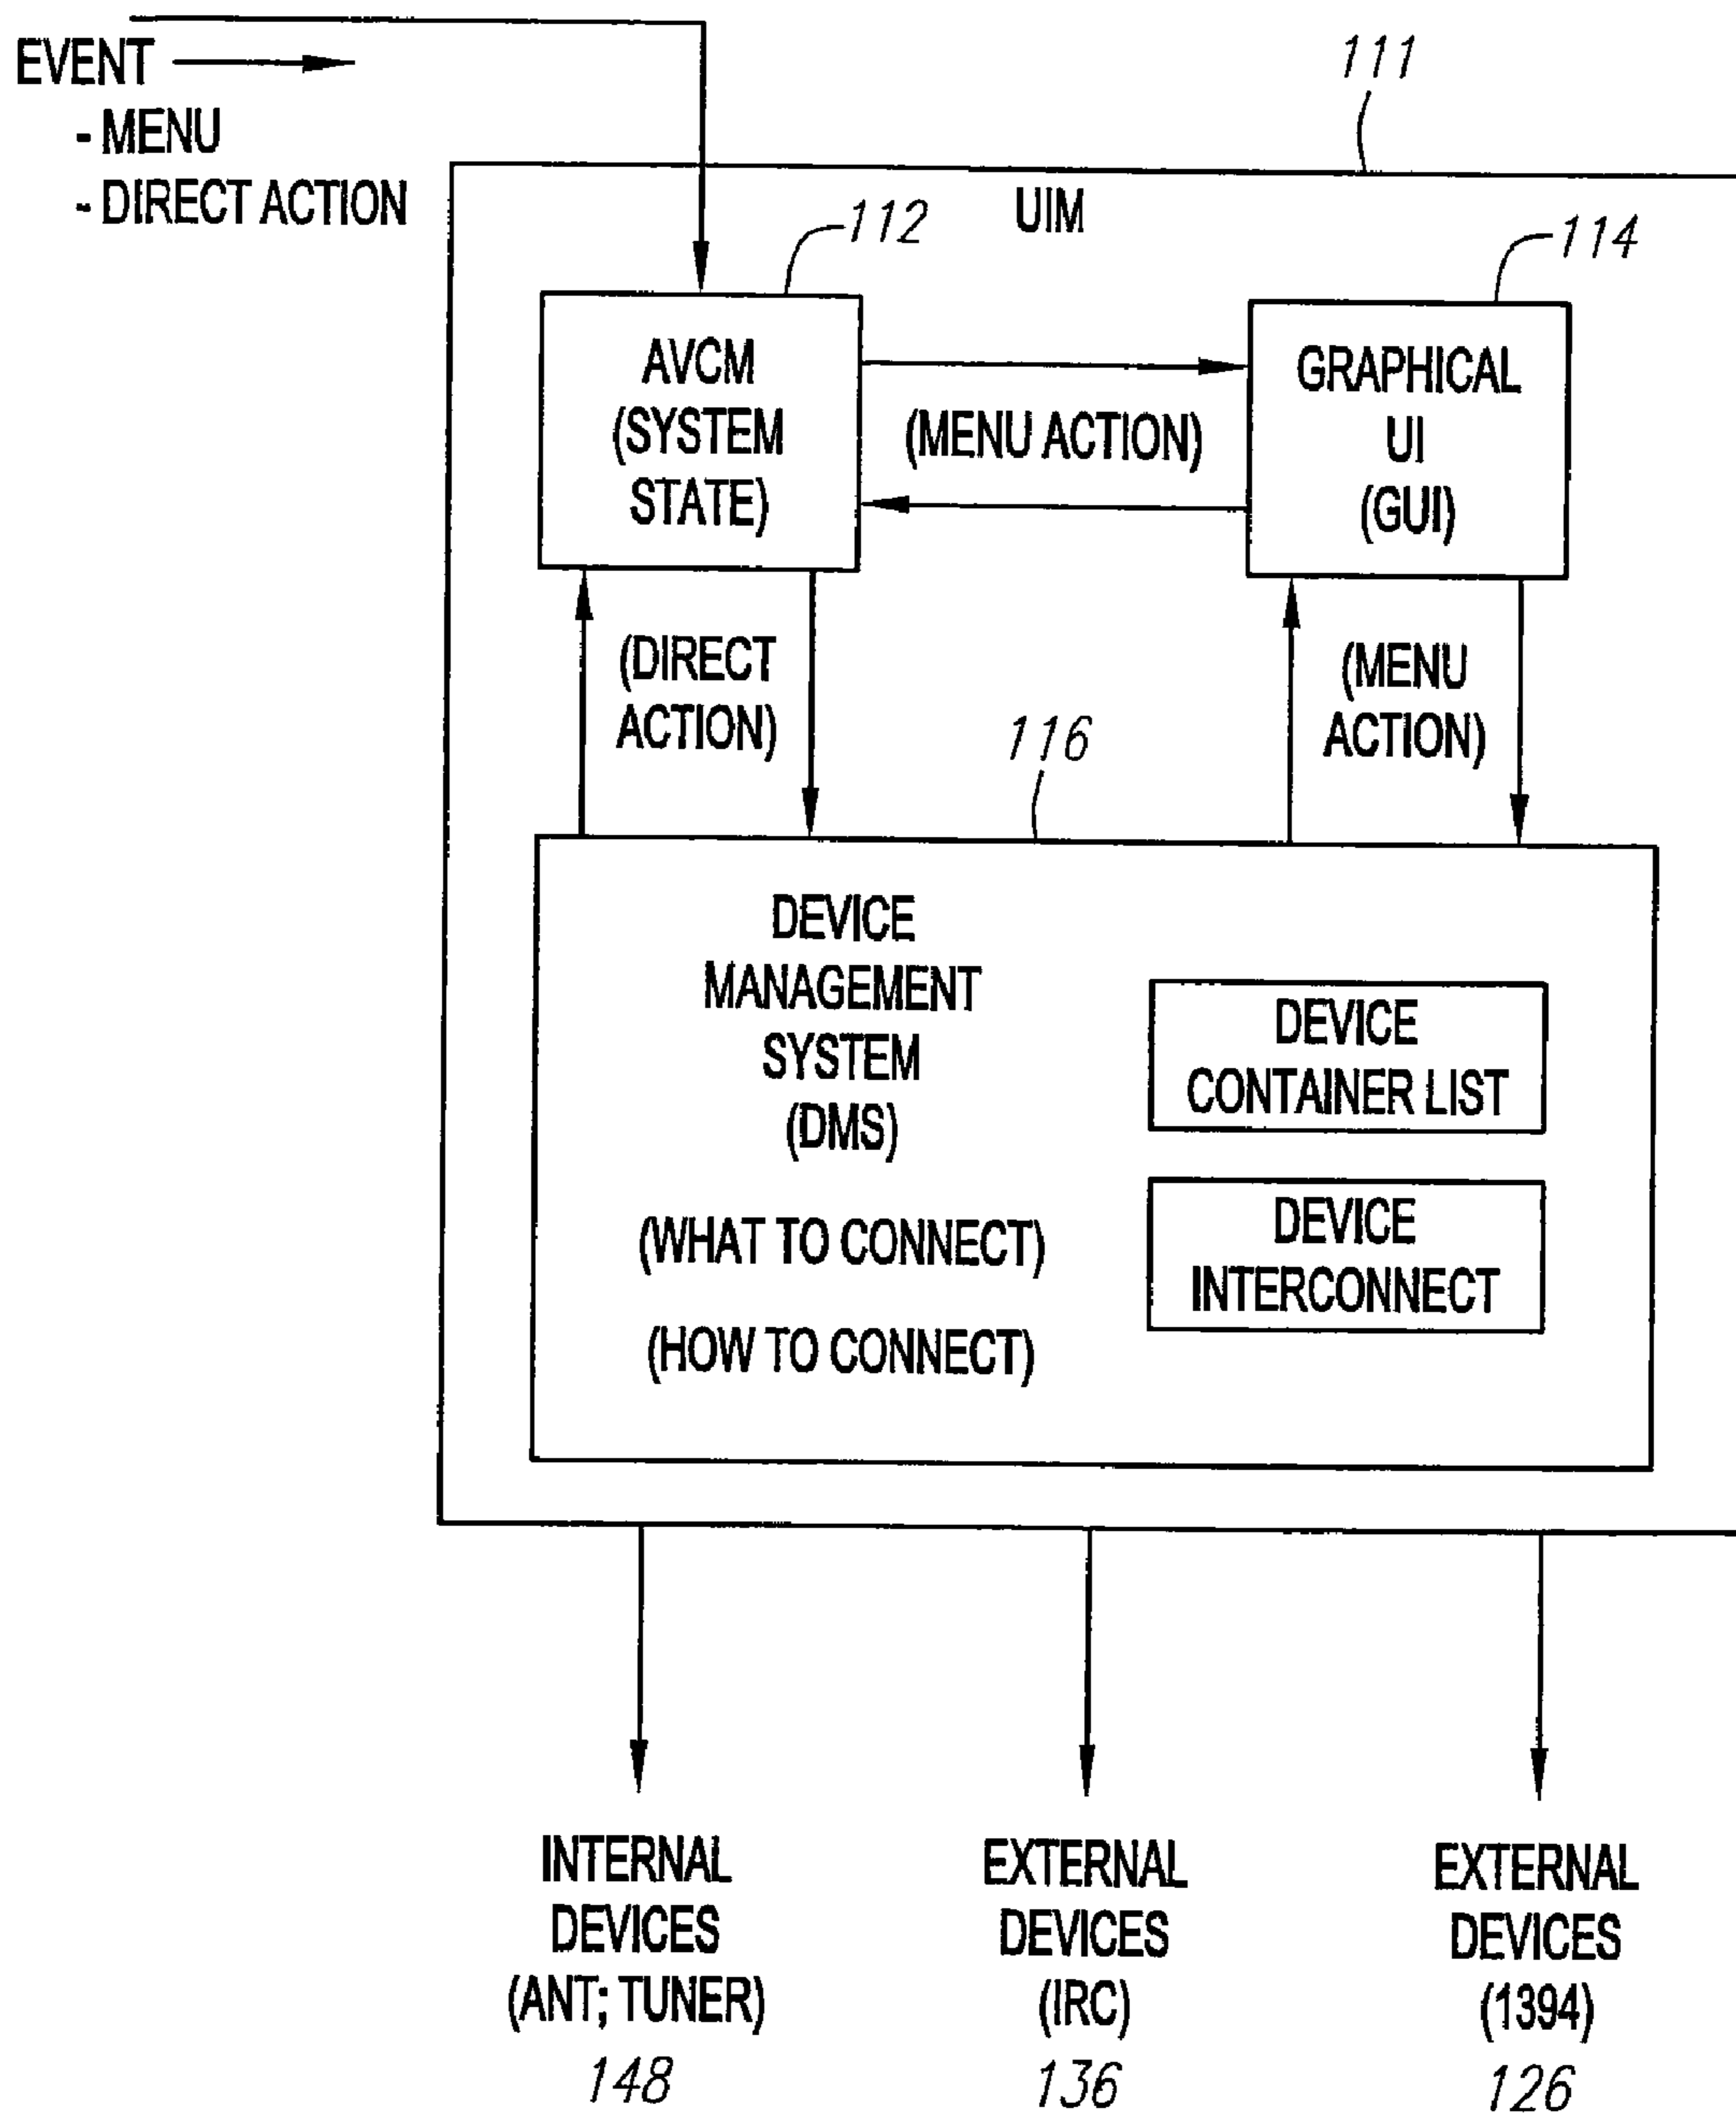 EVENT
- MENU
- DIRECT ACTION
111
UIM
112
114
AVCM
(SYSTEM
STATE)
(MENU ACTION)
GRAPHICAL
UI
(GUI)
(DIRECT
ACTION)
(MENU
ACTION)
116
DEVICE
MANAGEMENT
SYSTEM
(DMS)
(WHAT TO CONNECT)
(HOW TO CONNECT)
DEVICE
CONTAINER LIST
DEVICE
INTERCONNECT
INTERNAL
DEVICES
(ANT; TUNER)
148
EXTERNAL
DEVICES
(IRC)
136
EXTERNAL
DEVICES
(1394)
126